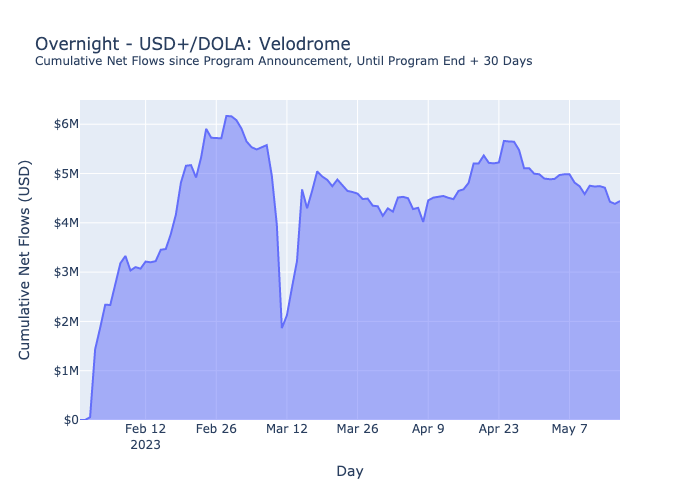 Overnight - USD+/DOLA: Velodrome
Cumulative Net Flows since Program Announcement, Until Program End + 30 Days
Cumulative Net Flows (USD)
$6M
$5M
$4M
$3M
$2M
$1M
$0
Feb 12 Feb 26 Mar 12 Mar 26 Apr 9 Apr 23 May 7
2023
Day